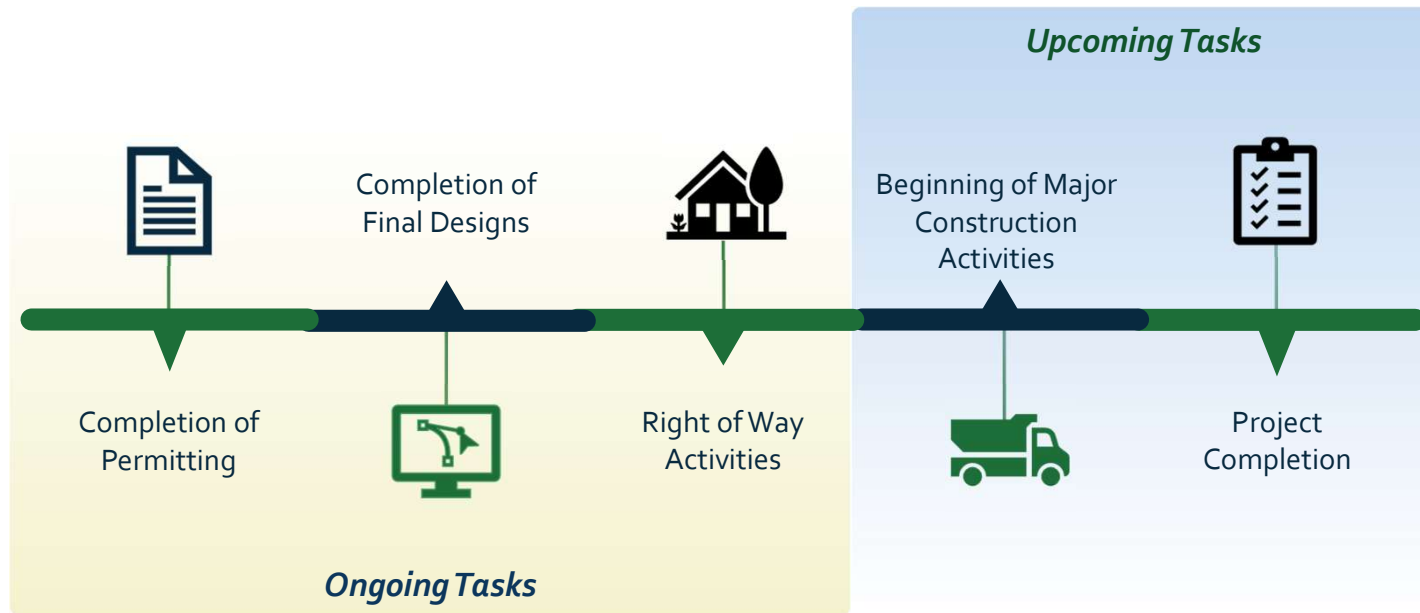 Upcoming Tasks
Completion of
Final Designs
Beginning of Major
Construction
Activities
Completion of
Permitting
Right of Way
Activities
Project
Completion
Ongoing Tasks